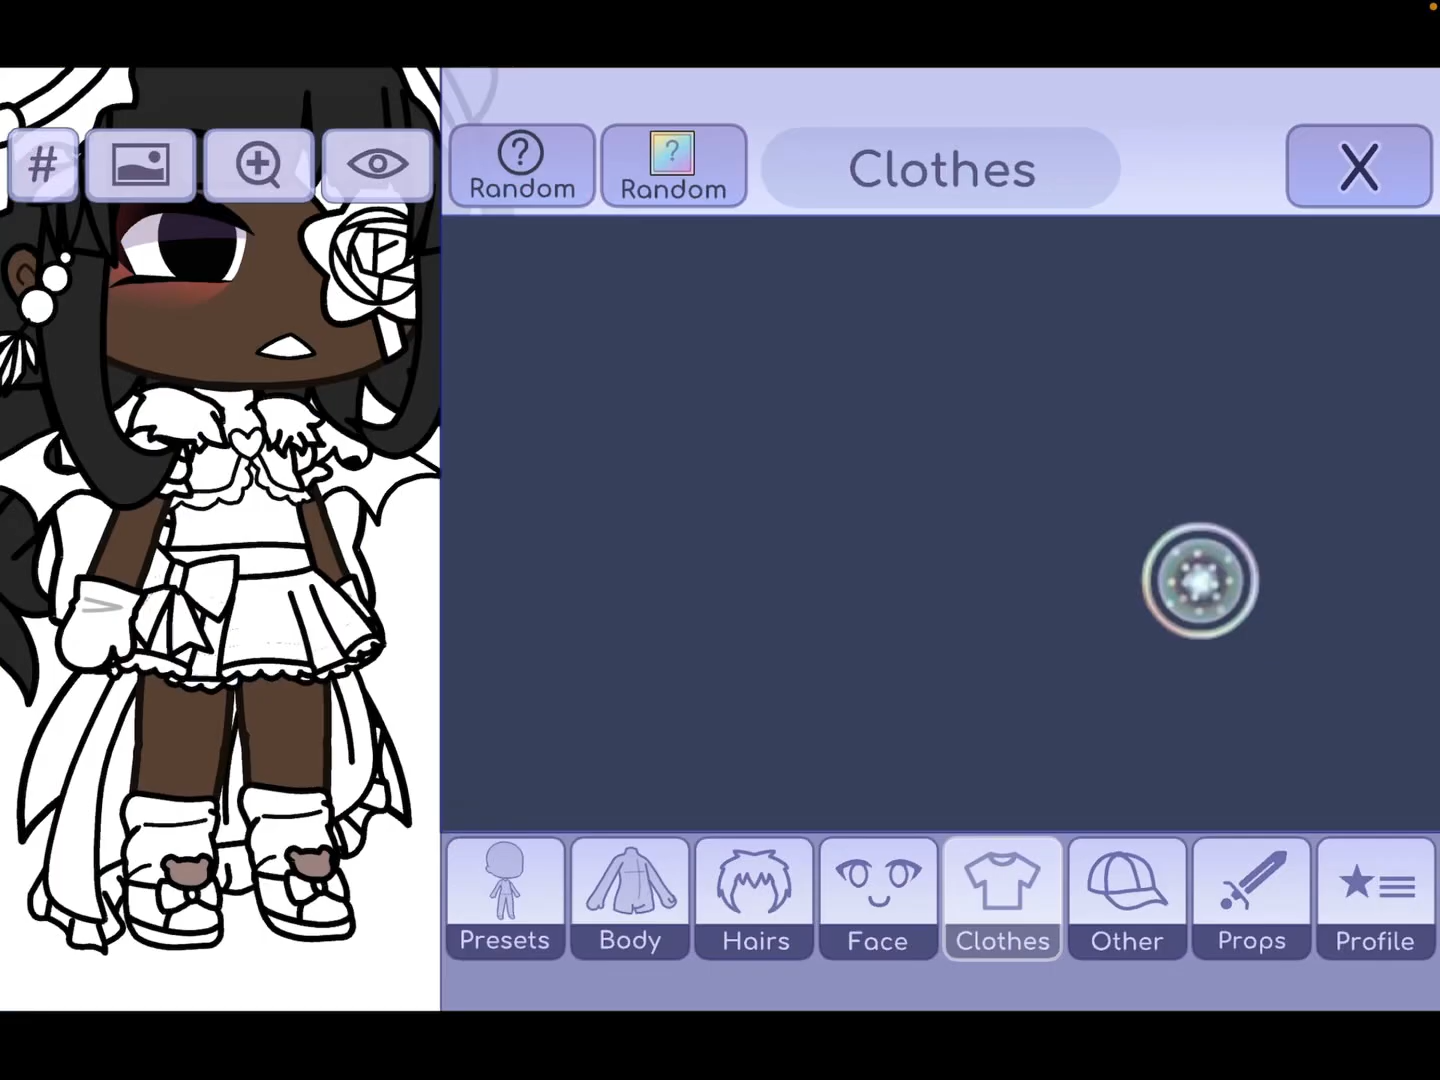 #
? Random
? Random
Clothes
X
Presets
Body
Hairs
Face
Clothes
Other
Props
Profile